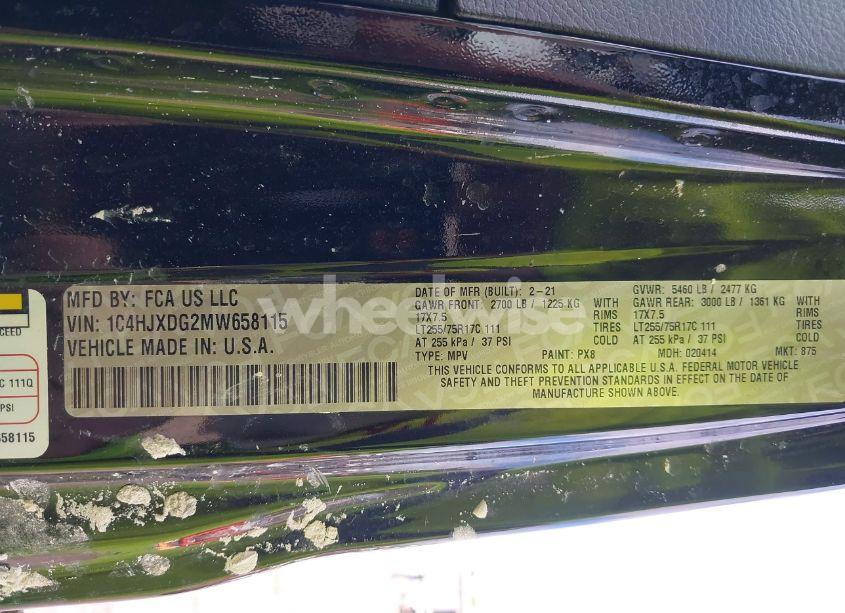 MFD BY: FCA US LLC
VIN: 1C4HJXDG2MW658115
VEHICLE MADE IN: U.S.A.
DATE OF MFR (BUILT): 2-21
GVWR: 5460 LB / 2477 KG
GAWR FRONT: 2700 LB / 1225 KG WITH
GAWR REAR: 3000 LB / 1361 KG WITH
17X7.5 RIMS
17X7.5 RIMS
LT255/75R17C 111 TIRES
LT255/75R17C 111 TIRES
AT 255 kPa / 37 PSI COLD
AT 255 kPa / 37 PSI COLD
TYPE: MPV PAINT: PX8 MDH: 020414 MKT: 875
THIS VEHICLE CONFORMS TO ALL APPLICABLE U.S.A. FEDERAL MOTOR VEHICLE
SAFETY AND THEFT PREVENTION STANDARDS IN EFFECT ON THE DATE OF
MANUFACTURE SHOWN ABOVE.
wheelwise
CEED
C 111Q
PSI
658115